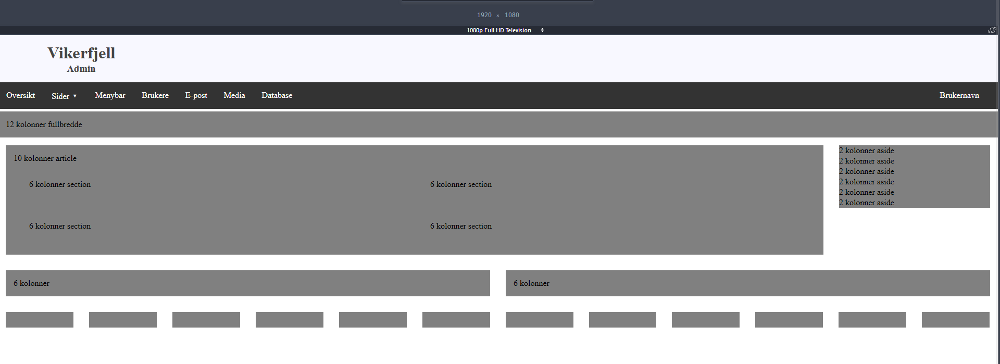 1920 × 1080
1080p Full HD Television
Vikerfjell
Admin
Oversikt Sider ▼ Menybar Brukere E-post Media Database Brukernavn
12 kolonner fullbredde
10 kolonner article
6 kolonner section 6 kolonner section
6 kolonner section 6 kolonner section
2 kolonner aside
2 kolonner aside
2 kolonner aside
2 kolonner aside
2 kolonner aside
2 kolonner aside
6 kolonner 6 kolonner